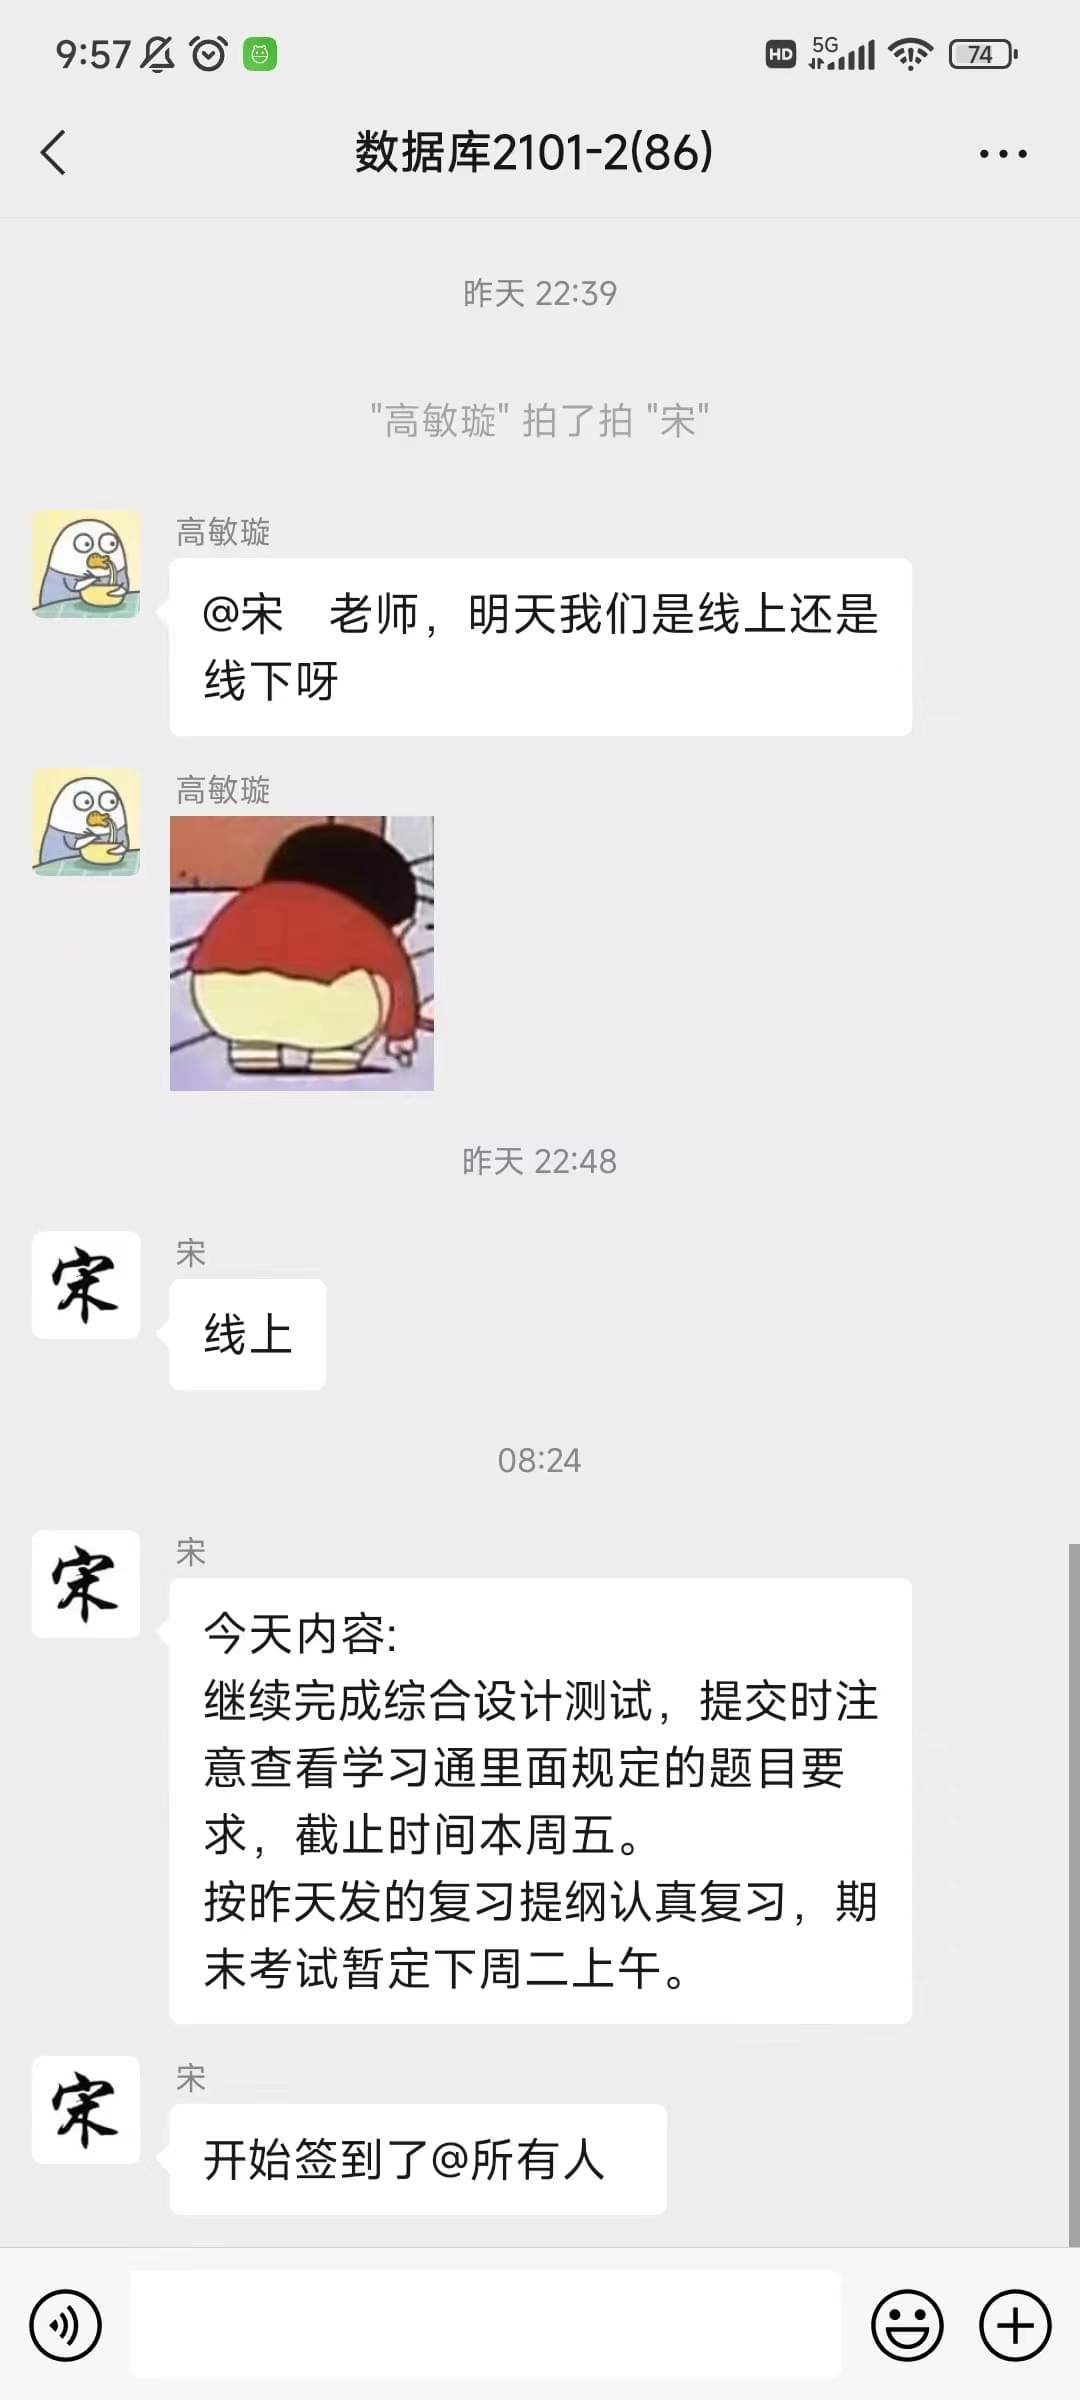 9:57
HD 5G 74
数据库2101-2(86)
昨天 22:39
"高敏璇" 拍了拍 "宋"
高敏璇
@宋　老师，明天我们是线上还是
线下呀
高敏璇
昨天 22:48
宋
宋
线上
08:24
宋
宋
今天内容:
继续完成综合设计测试，提交时注
意查看学习通里面规定的题目要
求，截止时间本周五。
按昨天发的复习提纲认真复习，期
末考试暂定下周二上午。
宋
宋
开始签到了@所有人